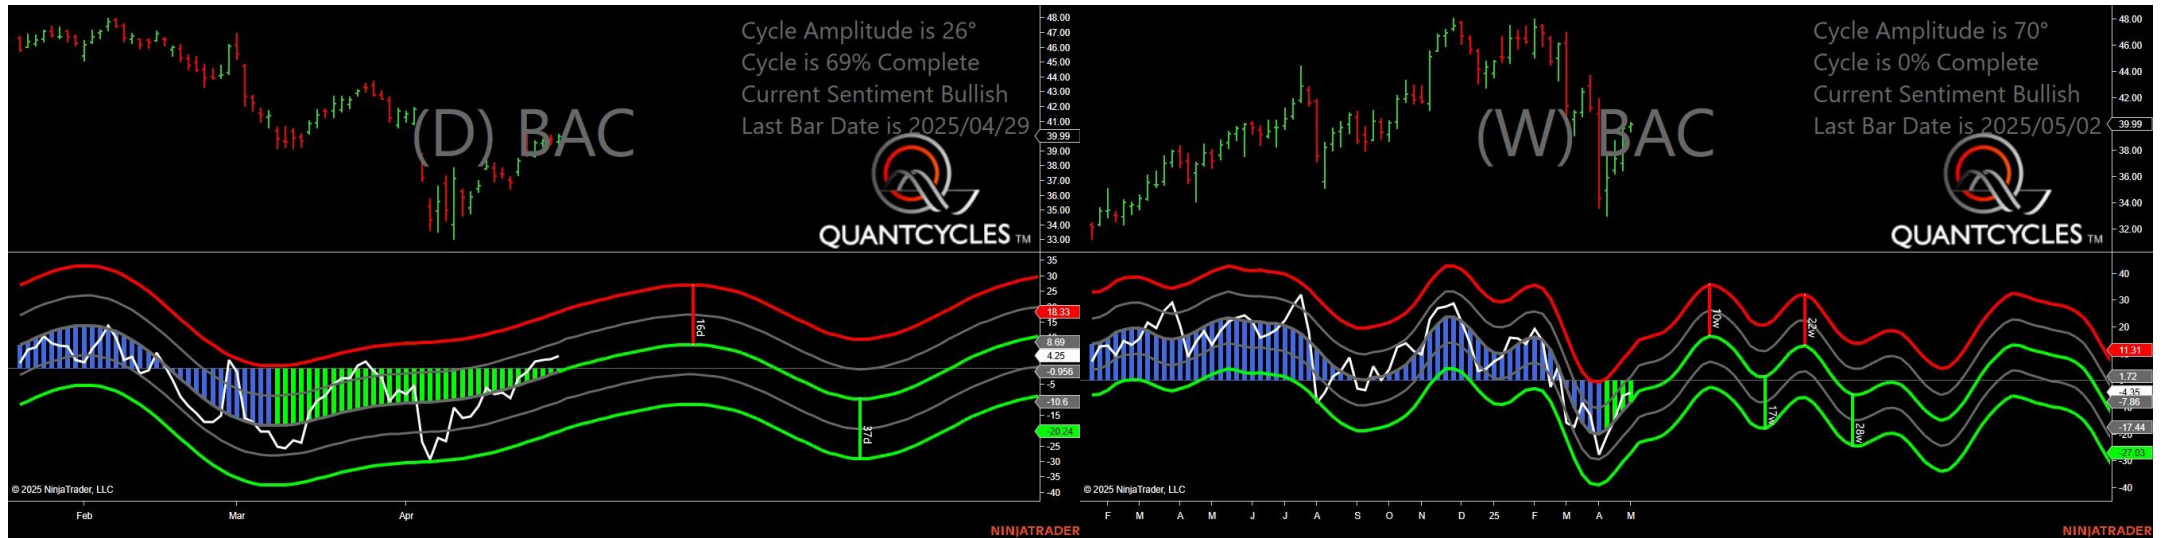 Cycle Amplitude is 26°
Cycle is 69% Complete
Current Sentiment Bullish
Last Bar Date is 2025/04/29
(D) BAC
QUANTCYCLES TM
48.00
47.00
46.00
45.00
44.00
43.00
42.00
41.00
39.99
39.00
38.00
37.00
36.00
35.00
34.00
33.00
35
30
25
18.33
15
8.69
4.25
-0.956
-5
-10.6
-15
-20.24
-25
-30
-35
-40
16d
37d
© 2025 NinjaTrader, LLC
Feb
Mar
Apr
NINJATRADER
Cycle Amplitude is 70°
Cycle is 0% Complete
Current Sentiment Bullish
Last Bar Date is 2025/05/02
(W) BAC
QUANTCYCLES TM
48.00
46.00
44.00
42.00
39.99
38.00
36.00
34.00
32.00
40
30
20
11.31
1.72
-4.35
-7.86
-17.44
-20
-27.03
-30
-40
10w
22w
17w
28w
© 2025 NinjaTrader, LLC
F
M
A
M
J
J
A
S
O
N
D
25
F
M
A
M
NINJATRADER